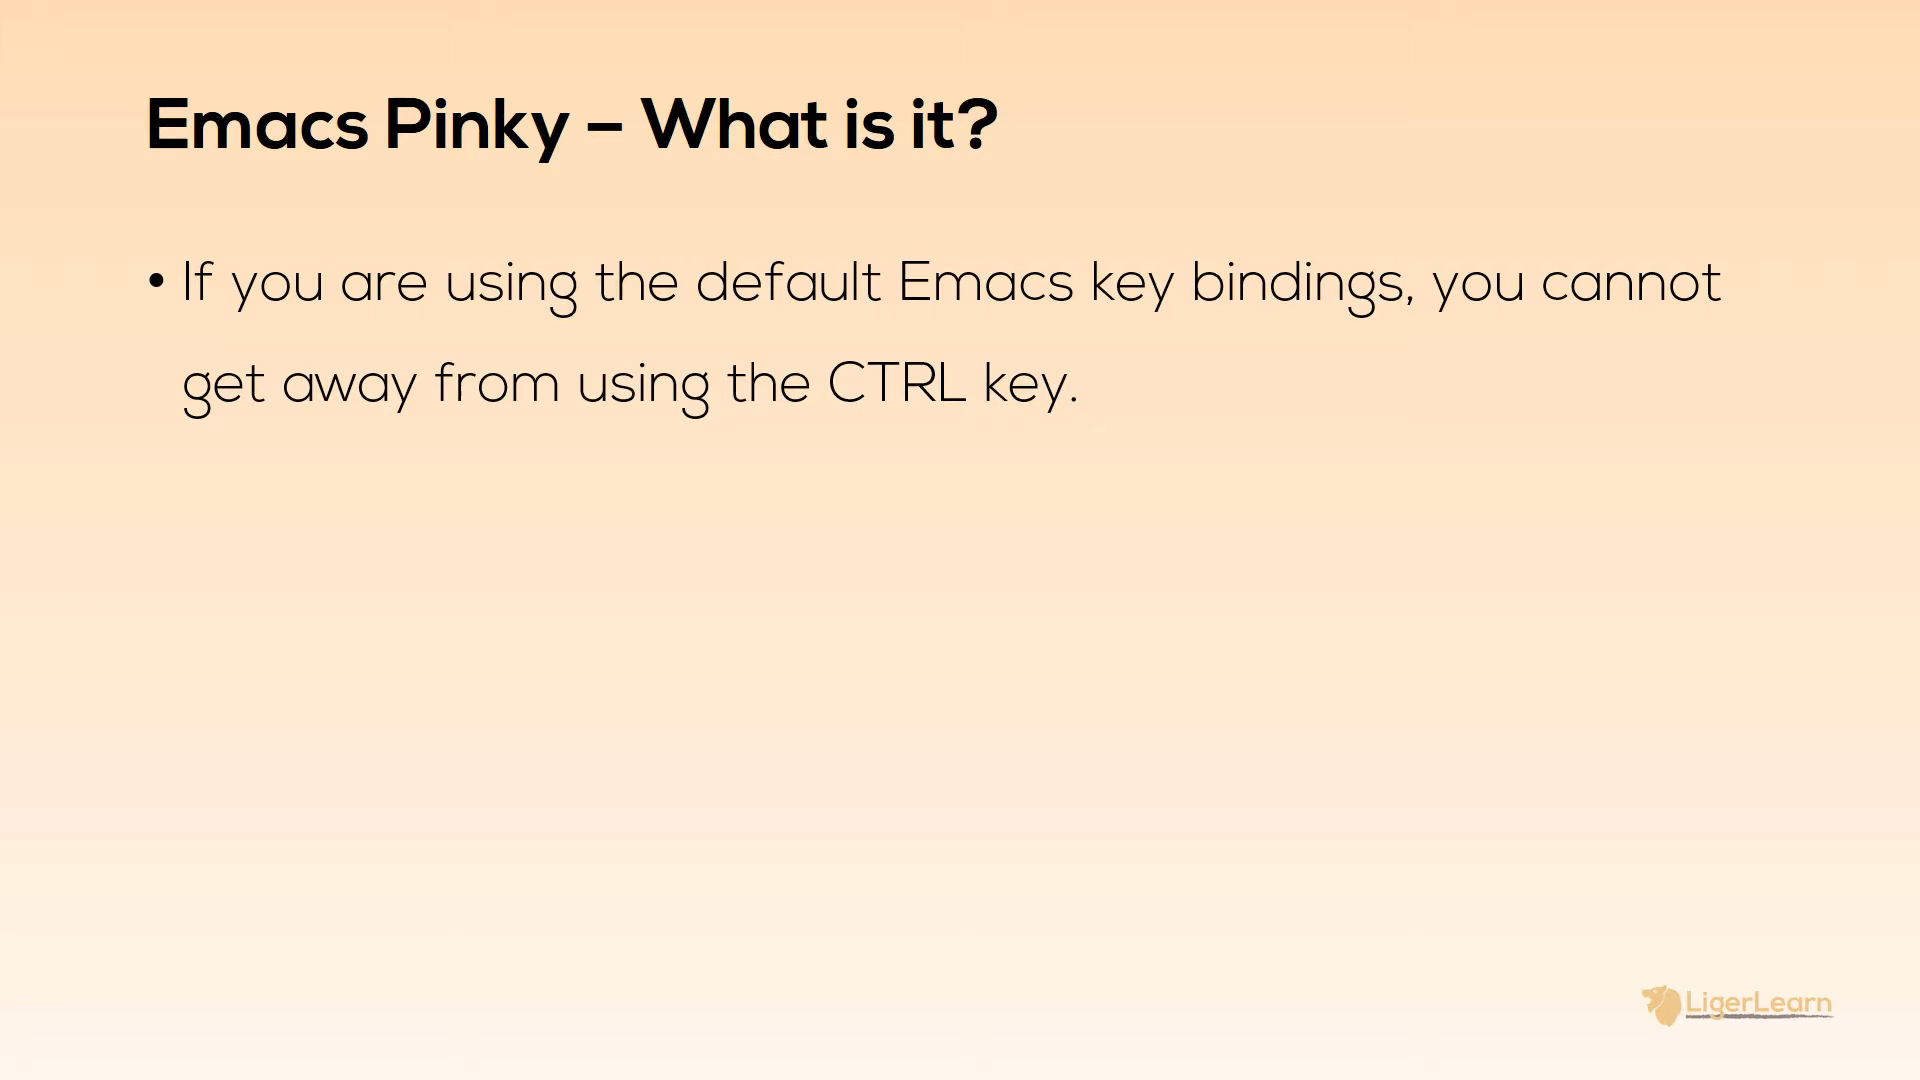 Emacs Pinky – What is it?
• If you are using the default Emacs key bindings, you cannot
get away from using the CTRL key.
LigerLearn